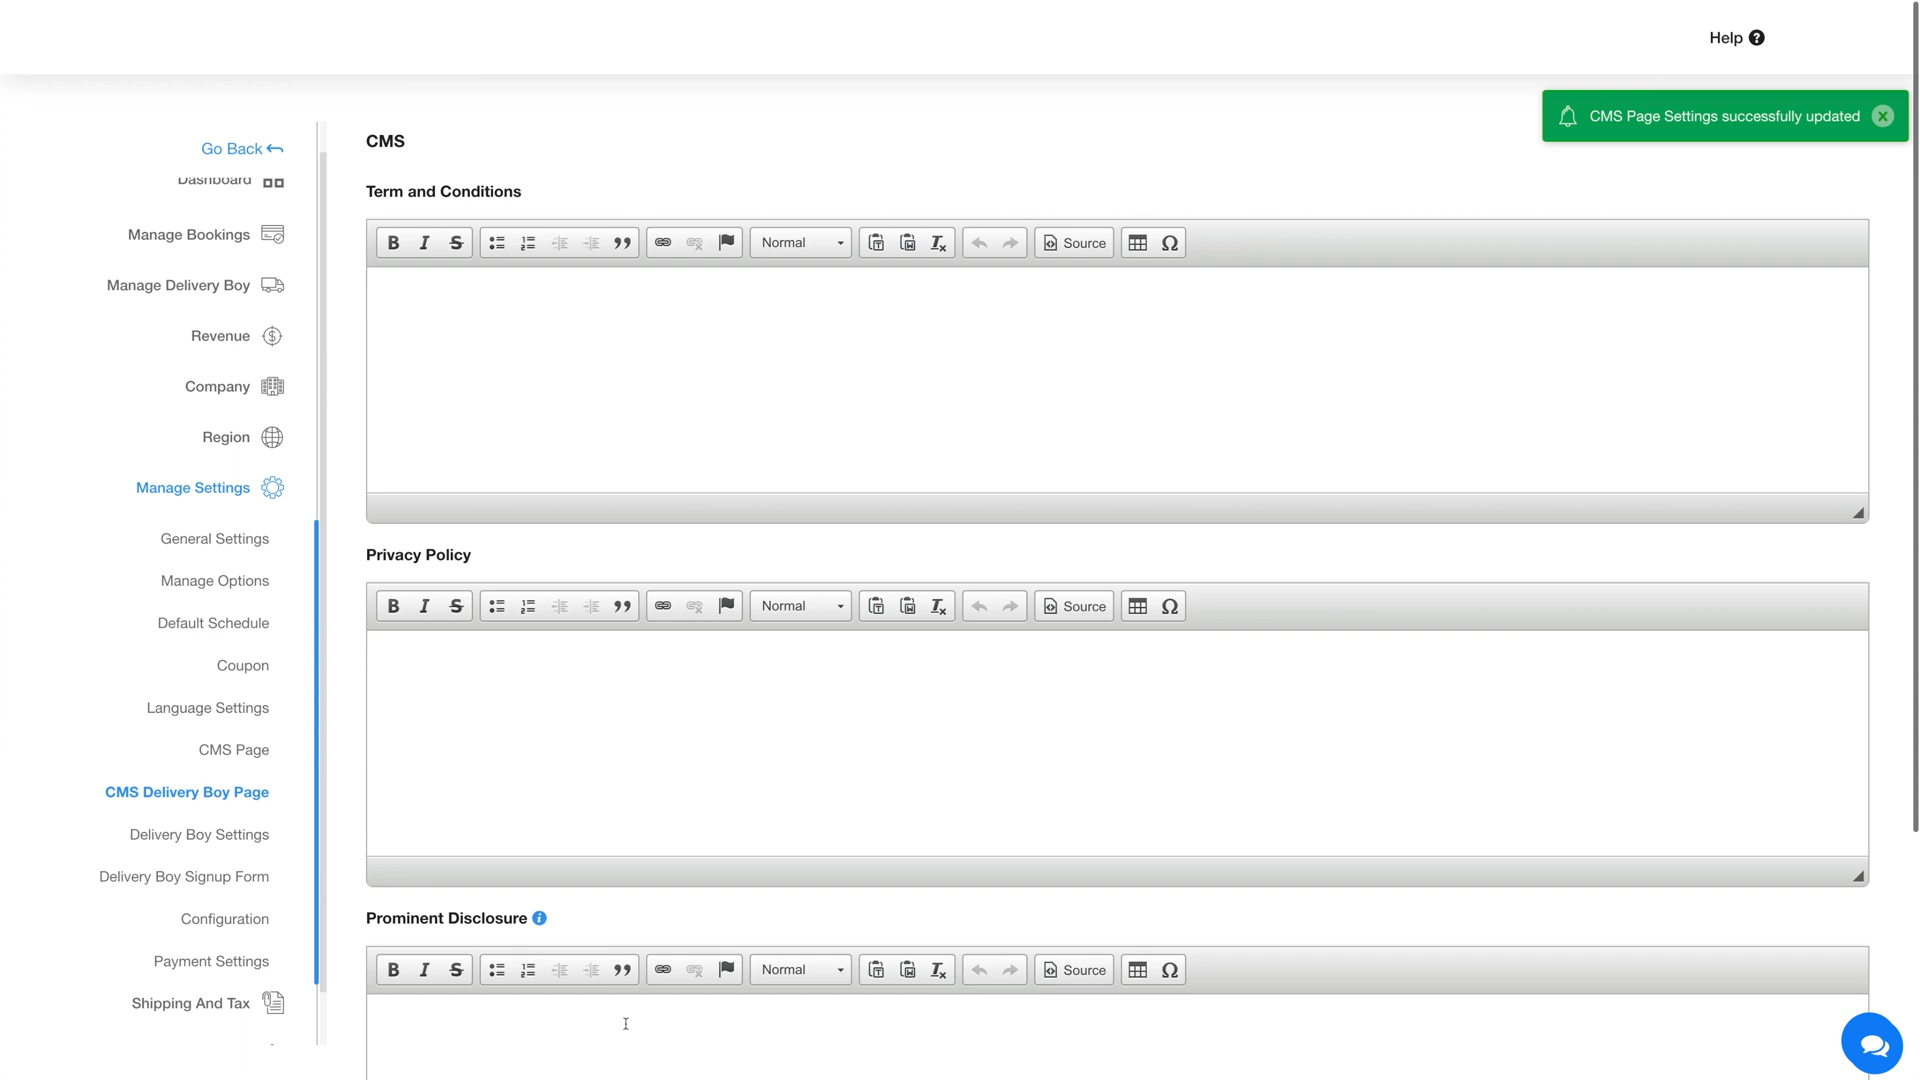 Help
CMS Page Settings successfully updated
Go Back
Dashboard
Manage Bookings
Manage Delivery Boy
Revenue
Company
Region
Manage Settings
General Settings
Manage Options
Default Schedule
Coupon
Language Settings
CMS Page
CMS Delivery Boy Page
Delivery Boy Settings
Delivery Boy Signup Form
Configuration
Payment Settings
Shipping And Tax
CMS
Term and Conditions
B I S Normal Source Ω
Privacy Policy
B I S Normal Source Ω
Prominent Disclosure
B I S Normal Source Ω